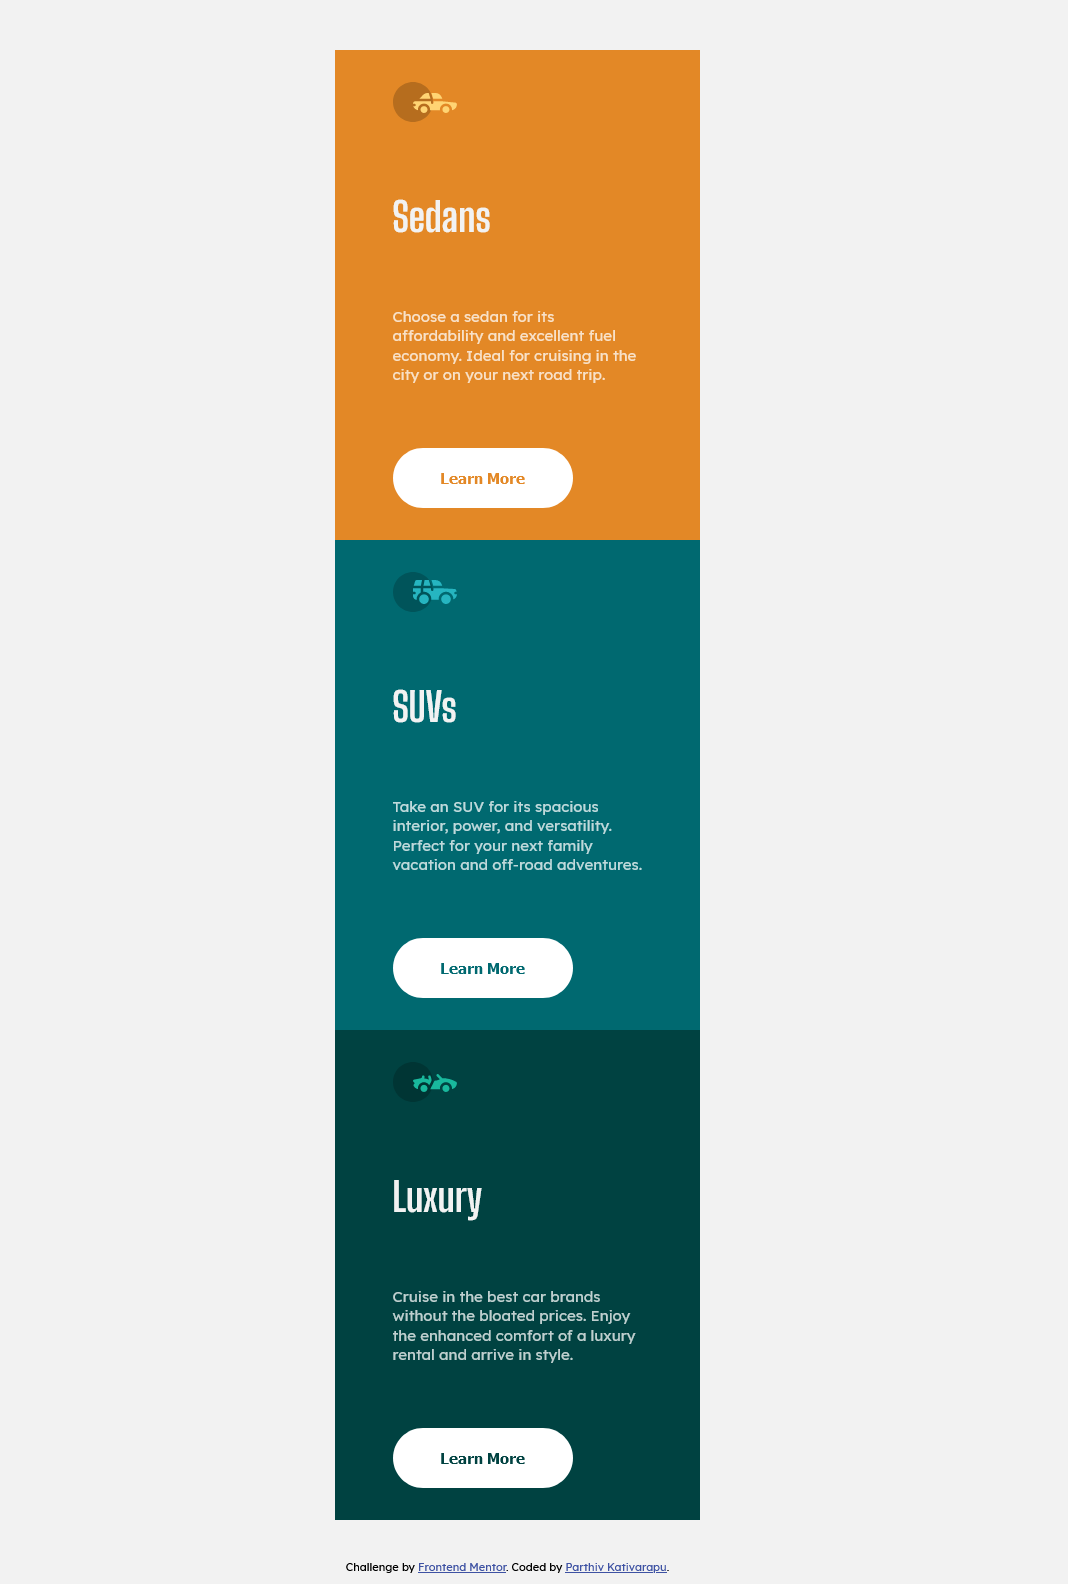 Sedans
Choose a sedan for its
affordability and excellent fuel
economy. Ideal for cruising in the
city or on your next road trip.
Learn More
SUVs
Take an SUV for its spacious
interior, power, and versatility.
Perfect for your next family
vacation and off-road adventures.
Learn More
Luxury
Cruise in the best car brands
without the bloated prices. Enjoy
the enhanced comfort of a luxury
rental and arrive in style.
Learn More
Challenge by Frontend Mentor. Coded by Parthiv Kativarapu.